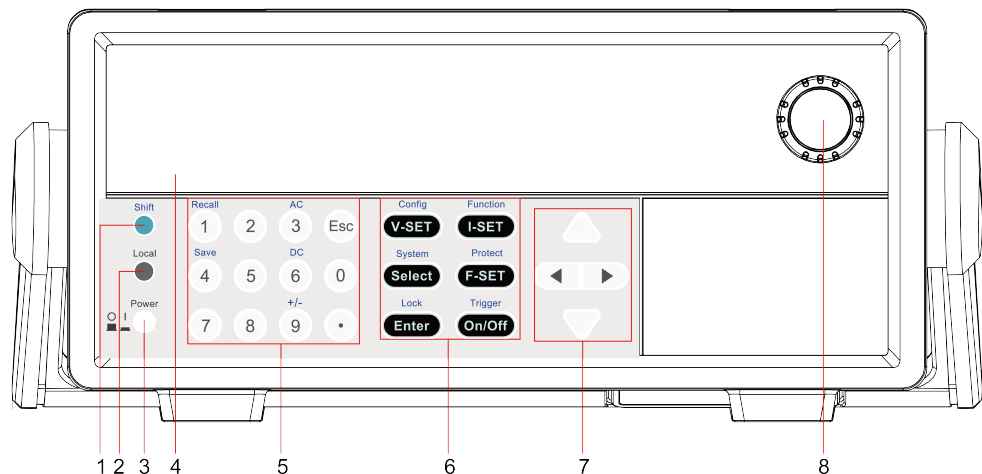 Shift Recall AC Config Function
1 2 3 Esc V-SET I-SET
Local Save DC System Protect
4 5 6 0 Select F-SET
Power +/- Lock Trigger
O I 7 8 9 • Enter On/Off
1 2 3 4 5 6 7 8